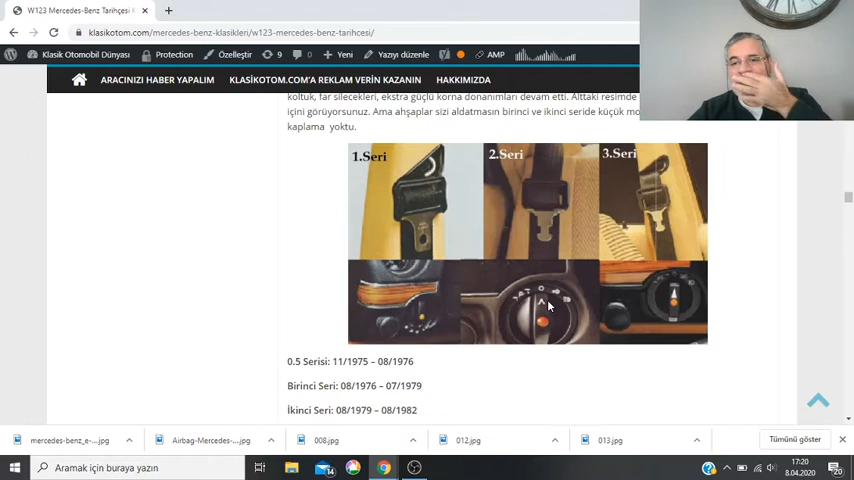 W123 Mercedes-Benz Tarihçesi K
klasikotom.com/mercedes-benz-klasikleri/w123-mercedes-benz-tarihcesi/
Klasik Otomobil Dünyası
Protection
Özelleştir
9
0
Yeni
Yazıyı düzenle
AMP
ARACINIZI HABER YAPALIM
KLASİKOTOM.COM'A REKLAM VERİN KAZANIN
HAKKIMIZDA
koltuk, far silecekleri, ekstra güçlü korna donanımları devam etti. Alttaki resimde
içini görüyorsunuz. Ama ahşaplar sizi aldatmasın birinci ve ikinci seride küçük mo
kaplama yoktu.
1.Seri
2.Seri
3.Seri
0.5 Serisi: 11/1975 – 08/1976
Birinci Seri: 08/1976 – 07/1979
İkinci Seri: 08/1979 – 08/1982
mercedes-benz_e-....jpg
Airbag-Mercedes-....jpg
008.jpg
012.jpg
013.jpg
Tümünü göster
Aramak için buraya yazın
14
17:20
8.04.2020
20